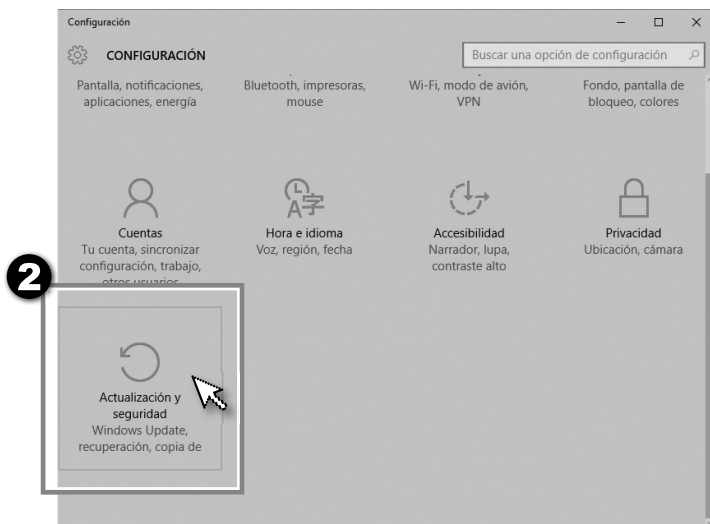 Configuración
CONFIGURACIÓN
Buscar una opción de configuración
Pantalla, notificaciones,
aplicaciones, energía
Bluetooth, impresoras,
mouse
Wi-Fi, modo de avión,
VPN
Fondo, pantalla de
bloqueo, colores
Cuentas
Tu cuenta, sincronizar
configuración, trabajo,
otros usuarios
Hora e idioma
Voz, región, fecha
Accesibilidad
Narrador, lupa,
contraste alto
Privacidad
Ubicación, cámara
2
Actualización y
seguridad
Windows Update,
recuperación, copia de